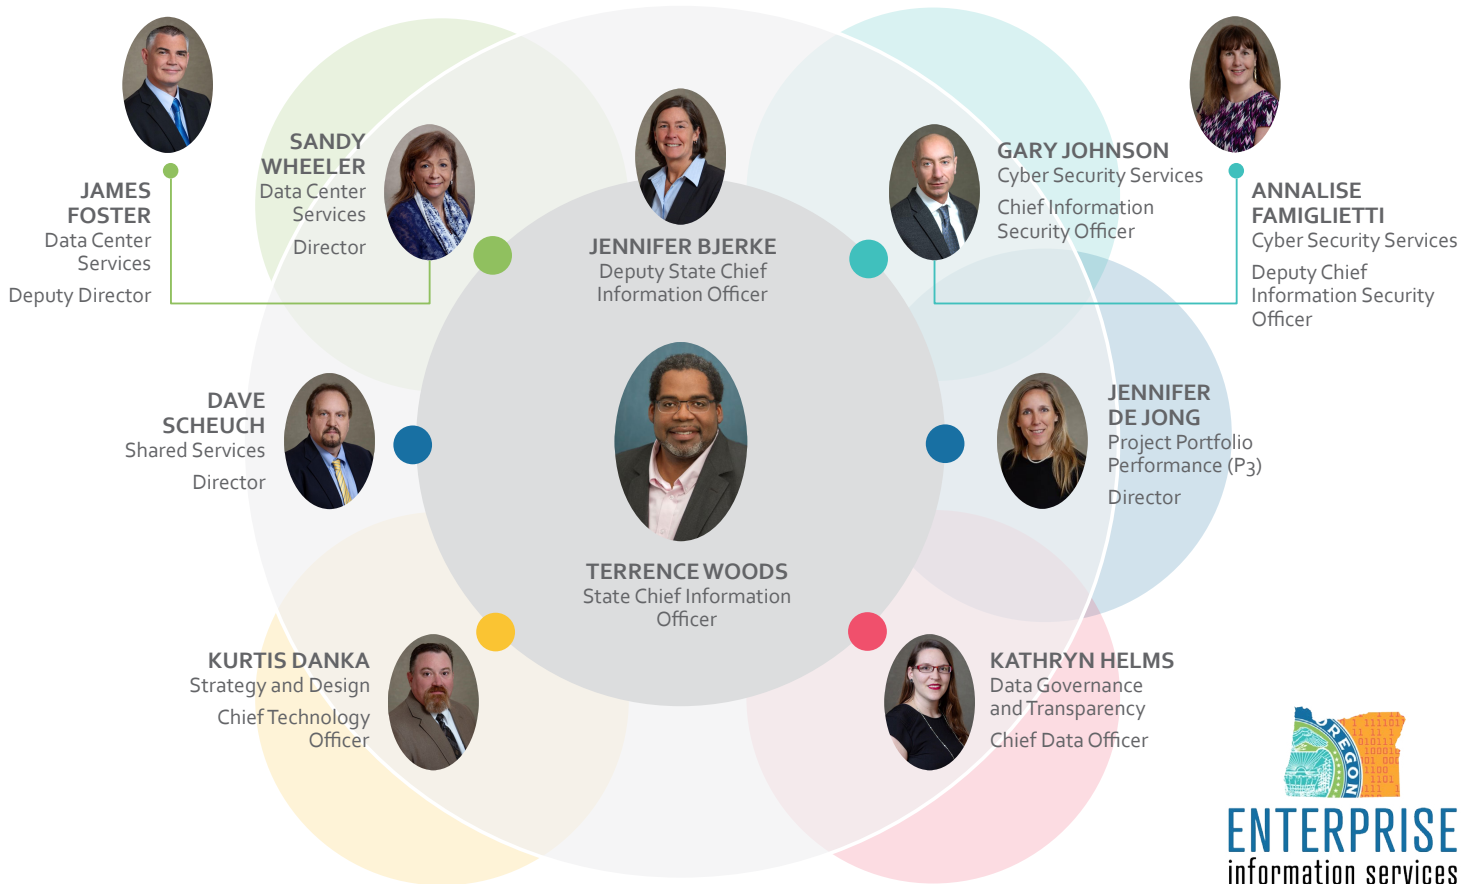 JAMES
FOSTER
Data Center
Services
Deputy Director
SANDY
WHEELER
Data Center
Services
Director
JENNIFER BJERKE
Deputy State Chief
Information Officer
GARY JOHNSON
Cyber Security Services
Chief Information
Security Officer
ANNALISE
FAMIGLIETTI
Cyber Security Services
Deputy Chief
Information Security
Officer
DAVE
SCHEUCH
Shared Services
Director
TERRENCE WOODS
State Chief Information
Officer
JENNIFER
DE JONG
Project Portfolio
Performance (P3)
Director
KURTIS DANKA
Strategy and Design
Chief Technology
Officer
KATHRYN HELMS
Data Governance
and Transparency
Chief Data Officer
OREGON
ENTERPRISE
information services